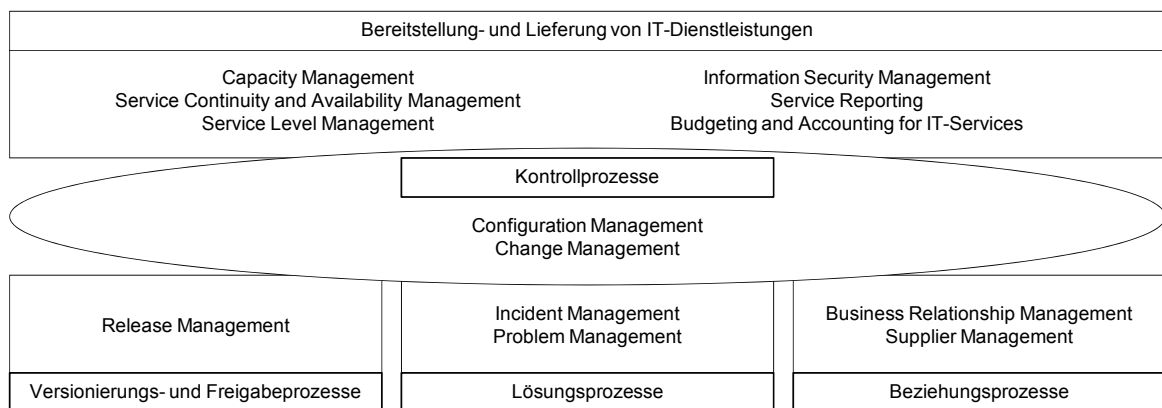 Bereitstellung- und Lieferung von IT-Dienstleistungen
Capacity Management
Service Continuity and Availability Management
Service Level Management
Information Security Management
Service Reporting
Budgeting and Accounting for IT-Services
Kontrollprozesse
Configuration Management
Change Management
Release Management
Versionierungs- und Freigabeprozesse
Incident Management
Problem Management
Lösungsprozesse
Business Relationship Management
Supplier Management
Beziehungsprozesse